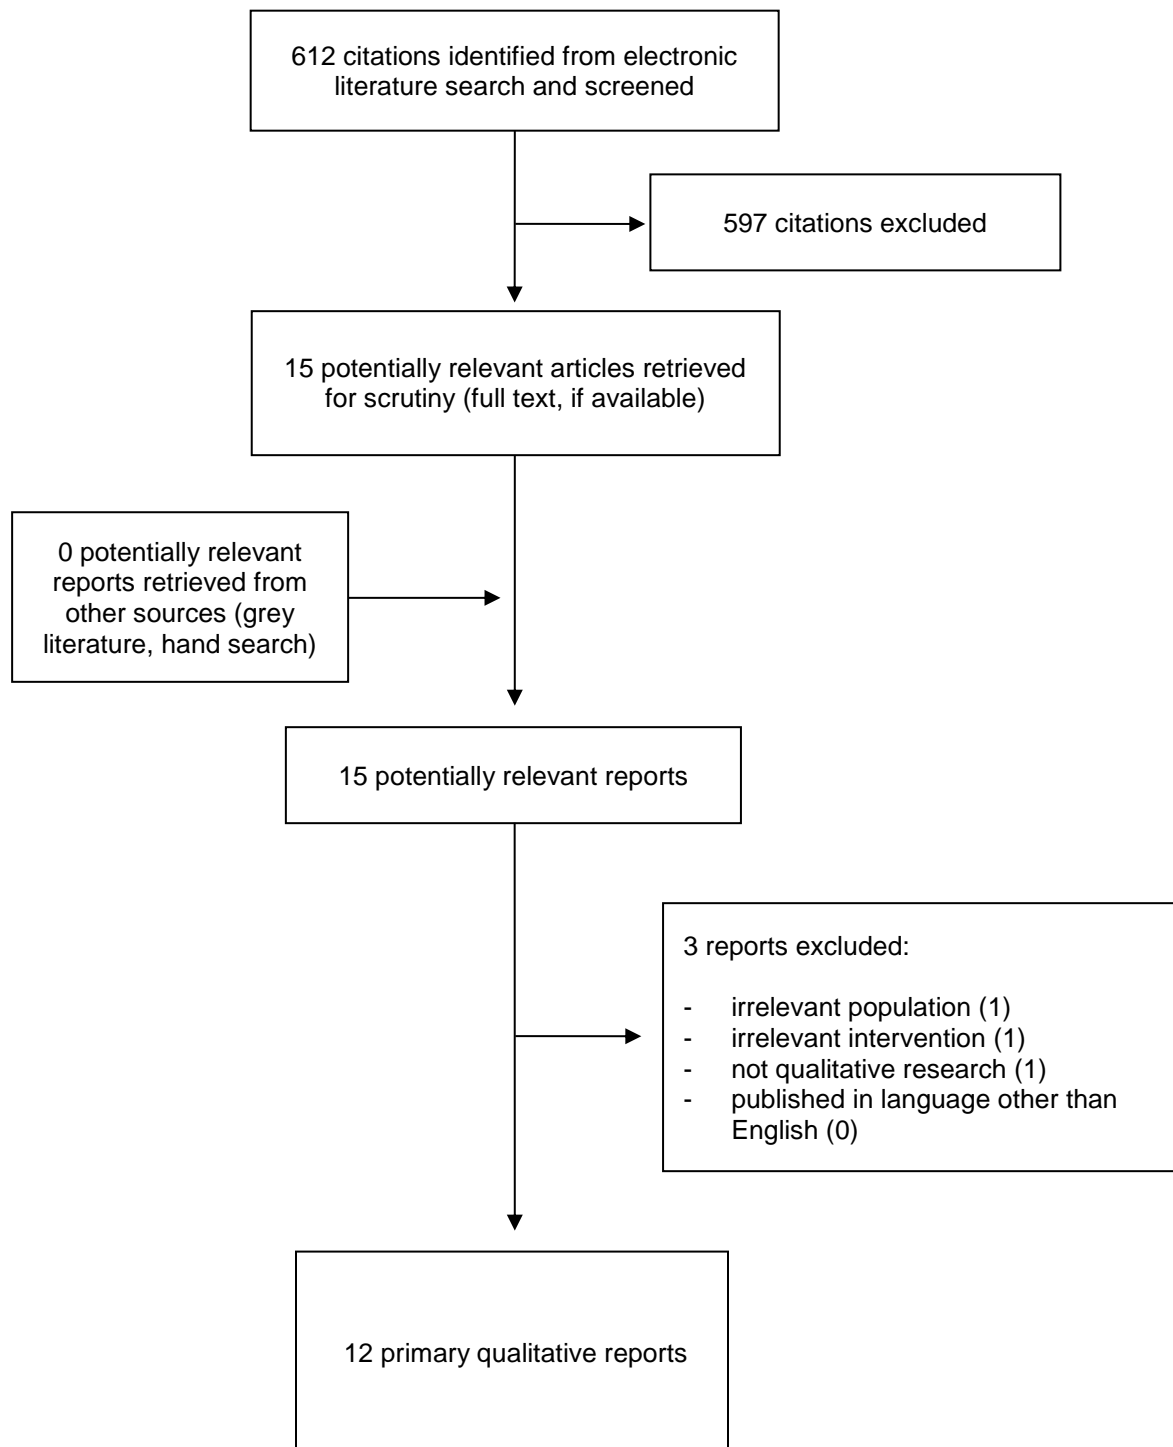 612 citations identified from electronic
literature search and screened
597 citations excluded
15 potentially relevant articles retrieved
for scrutiny (full text, if available)
0 potentially relevant
reports retrieved from
other sources (grey
literature, hand search)
15 potentially relevant reports
3 reports excluded:
- irrelevant population (1)
- irrelevant intervention (1)
- not qualitative research (1)
- published in language other than
English (0)
12 primary qualitative reports